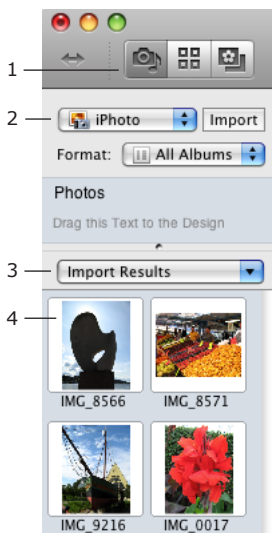 1
2
iPhoto
Import
Format:
All Albums
Photos
Drag this Text to the Design
3
Import Results
4
IMG_8566
IMG_8571
IMG_9216
IMG_0017